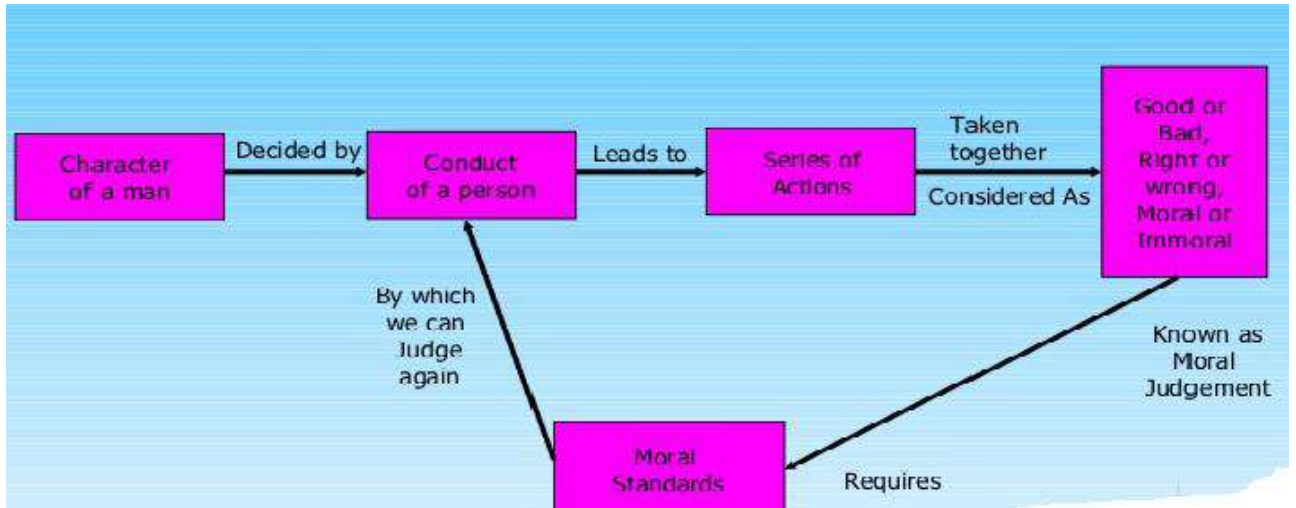 Character
of a man
Decided by
Conduct
of a person
Leads to
Series of
Actions
Taken
together
Considered As
Good or
Bad,
Right or
wrong,
Moral or
Immoral
Known as
Moral
Judgement
Requires
Moral
Standards
By which
we can
Judge
again